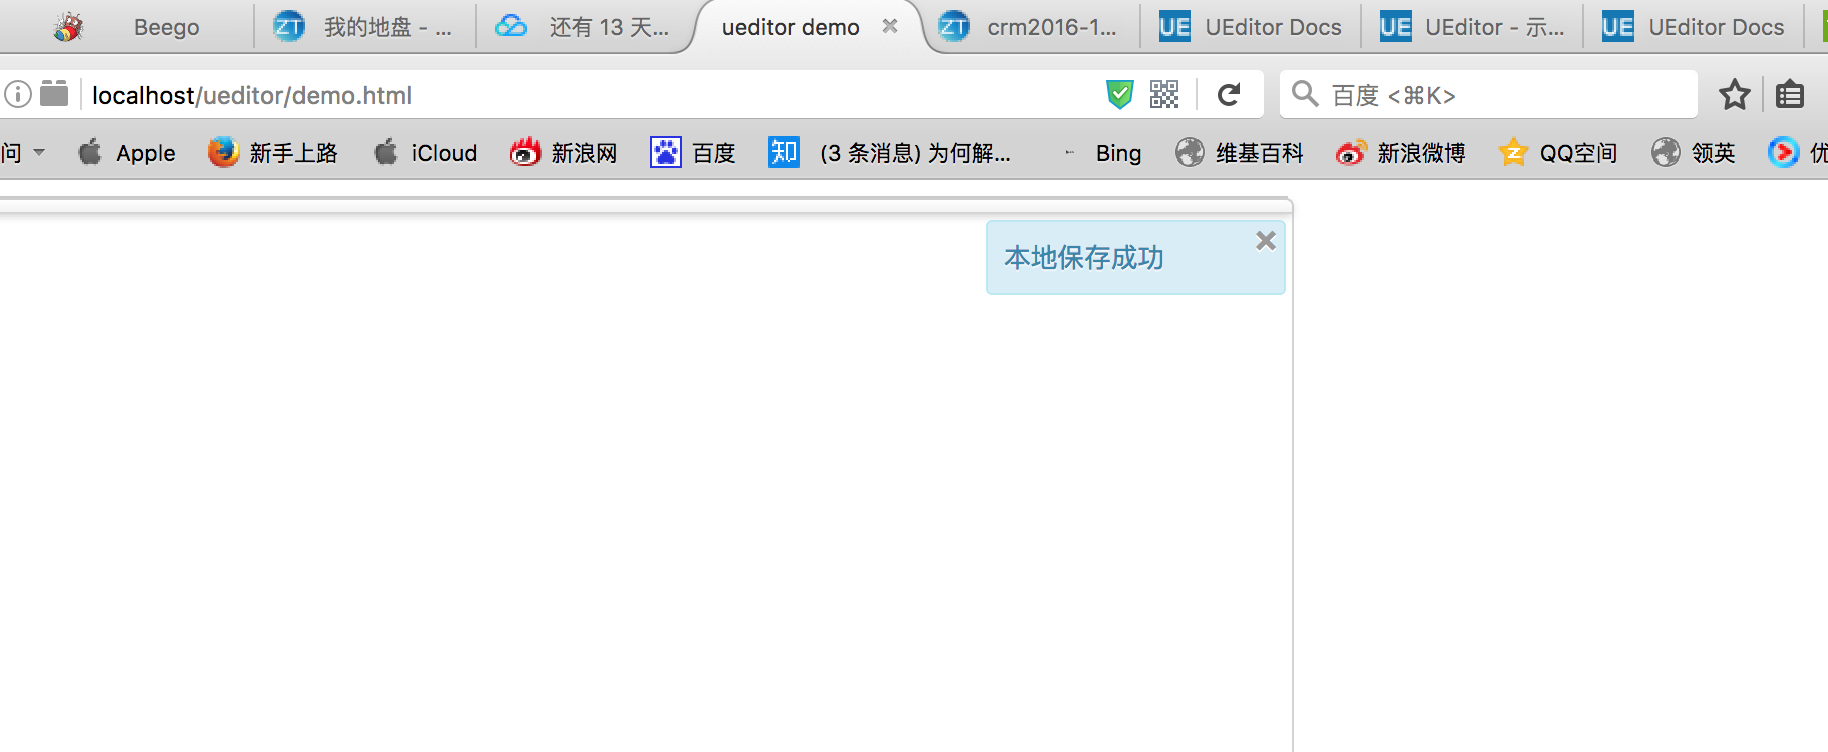 Beego 我的地盘 - ... 还有 13 天... ueditor demo crm2016-1... UE UEditor Docs UE UEditor - 示... UE UEditor Docs
localhost/ueditor/demo.html 百度 <⌘K>
问 Apple 新手上路 iCloud 新浪网 百度 知 (3 条消息) 为何解... Bing 维基百科 新浪微博 QQ空间 领英 优
本地保存成功